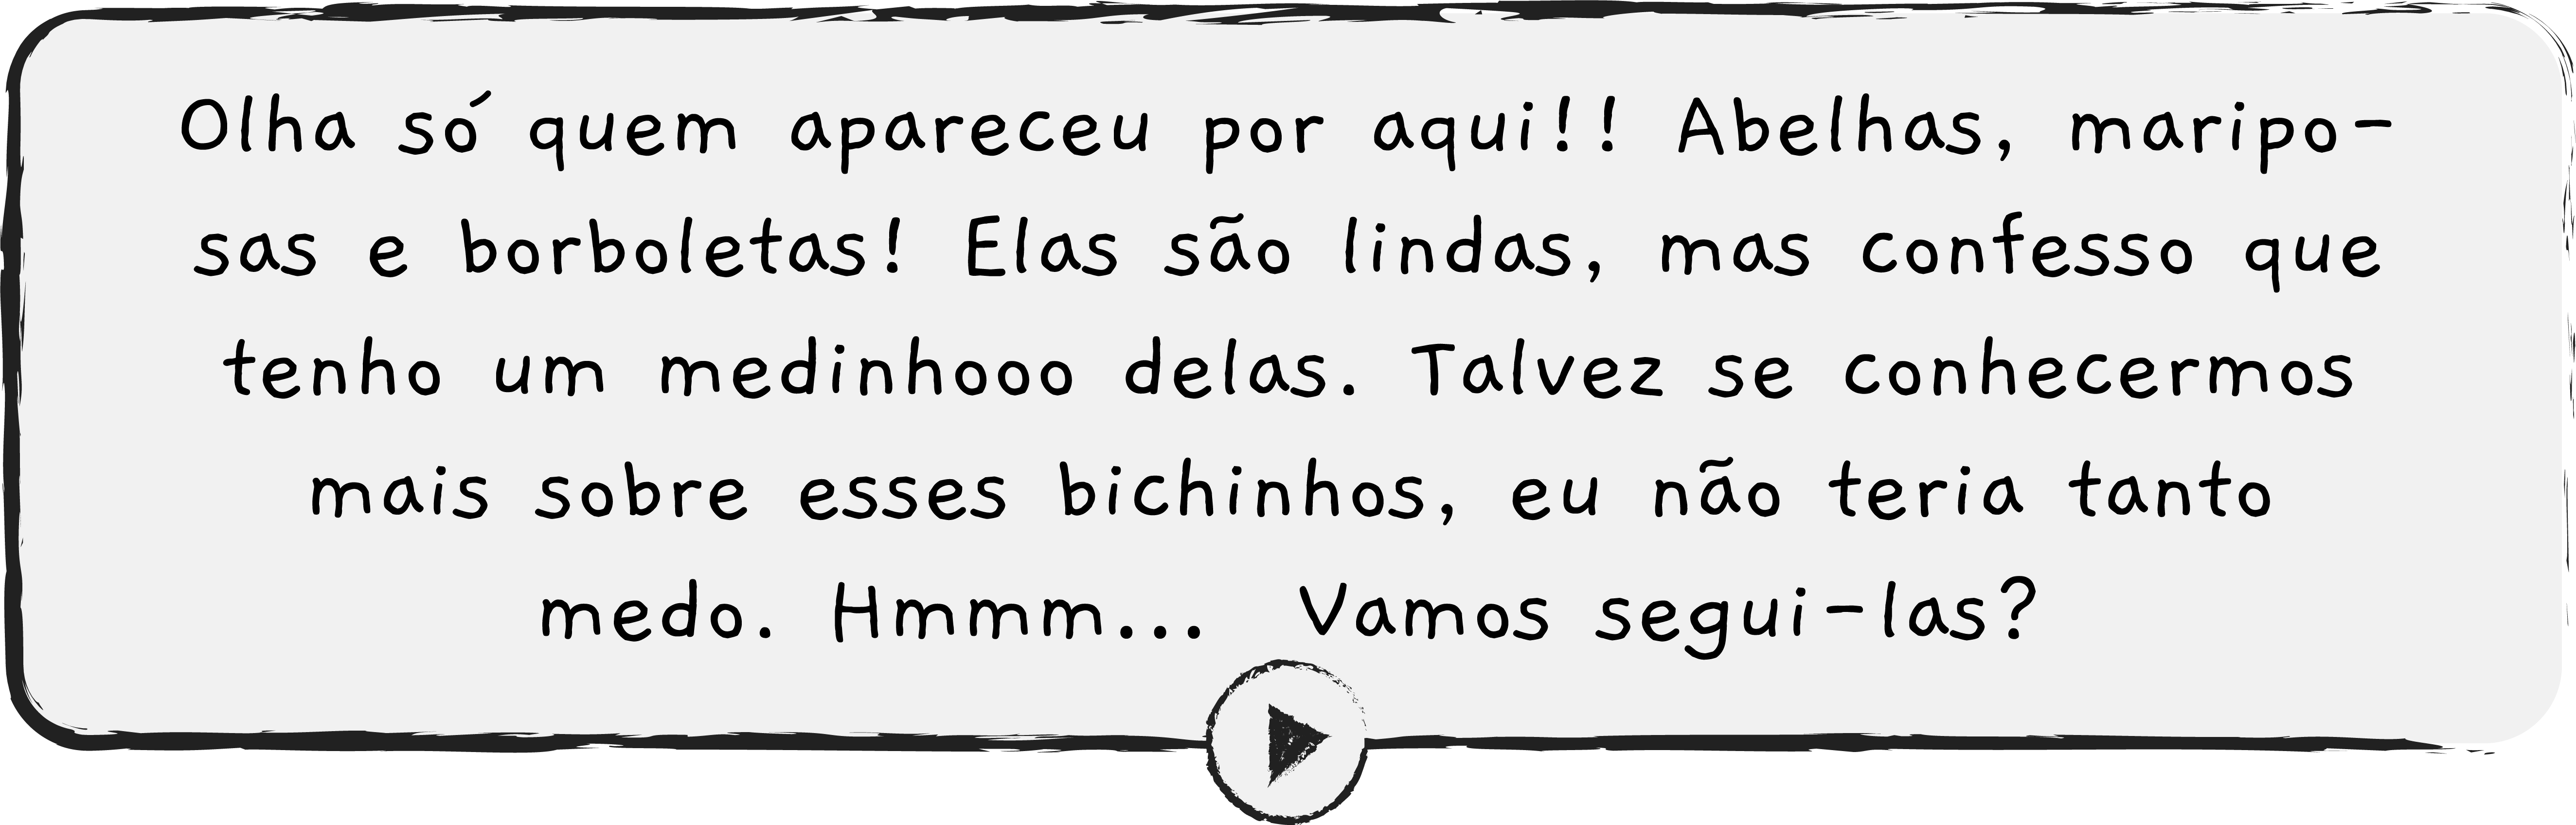 Olha só quem apareceu por aqui!! Abelhas, maripo-
sas e borboletas! Elas são lindas, mas confesso que
tenho um medinhooo delas. Talvez se conhecermos
mais sobre esses bichinhos, eu não teria tanto
medo. Hmmm... Vamos segui-las?